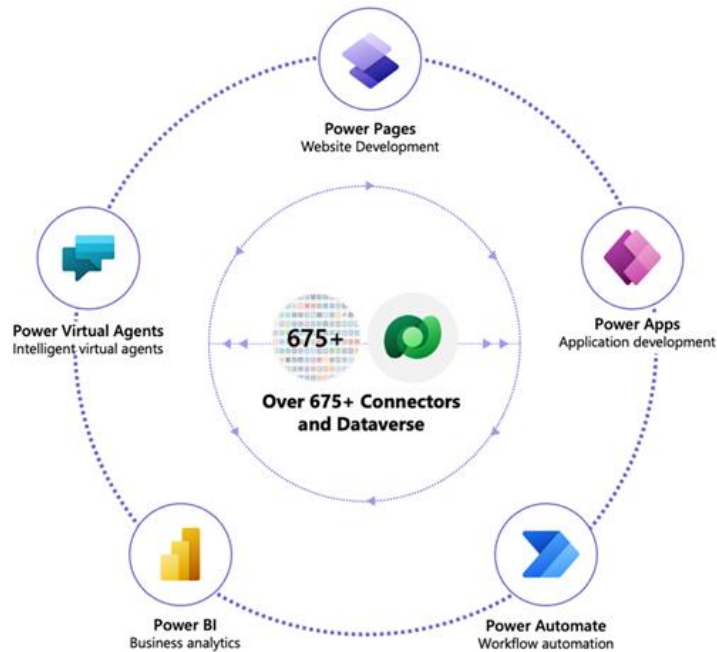 Power Pages
Website Development
Power Virtual Agents
Intelligent virtual agents
Power Apps
Application development
675+
Over 675+ Connectors
and Dataverse
Power BI
Business analytics
Power Automate
Workflow automation